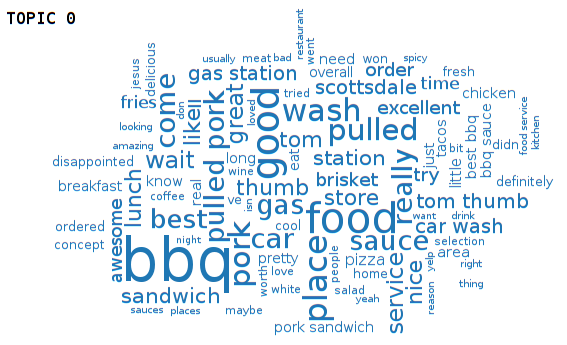 TOPIC 0
restaurant
went
usually
meat
bad
need
won
spicy
jesus
delicious
gas station
overall
order
fresh
come
likell
pulled pork
great
loved
good
tried
scottsdale
time
chicken
fries
don
wash
excellent
looking
tom
pulled
just
tacos
bbq sauce
best bbq
food service
kitchen
amazing
wait
long
eat
station
really
little
bit
didn
disappointed
wine
breakfast
know
real
thumb
brisket
try
definitely
lunch
coffee
ve
isn
gas
store
tom thumb
ordered
best
pork
cool
food
want
drink
car wash
concept
awesome
night
car
place
sauce
selection
bbq
pretty
people
pizza
service
nice
yelp
area
worth
love
home
right
sandwich
white
salad
reason
thing
sauces
places
maybe
yeah
pork sandwich